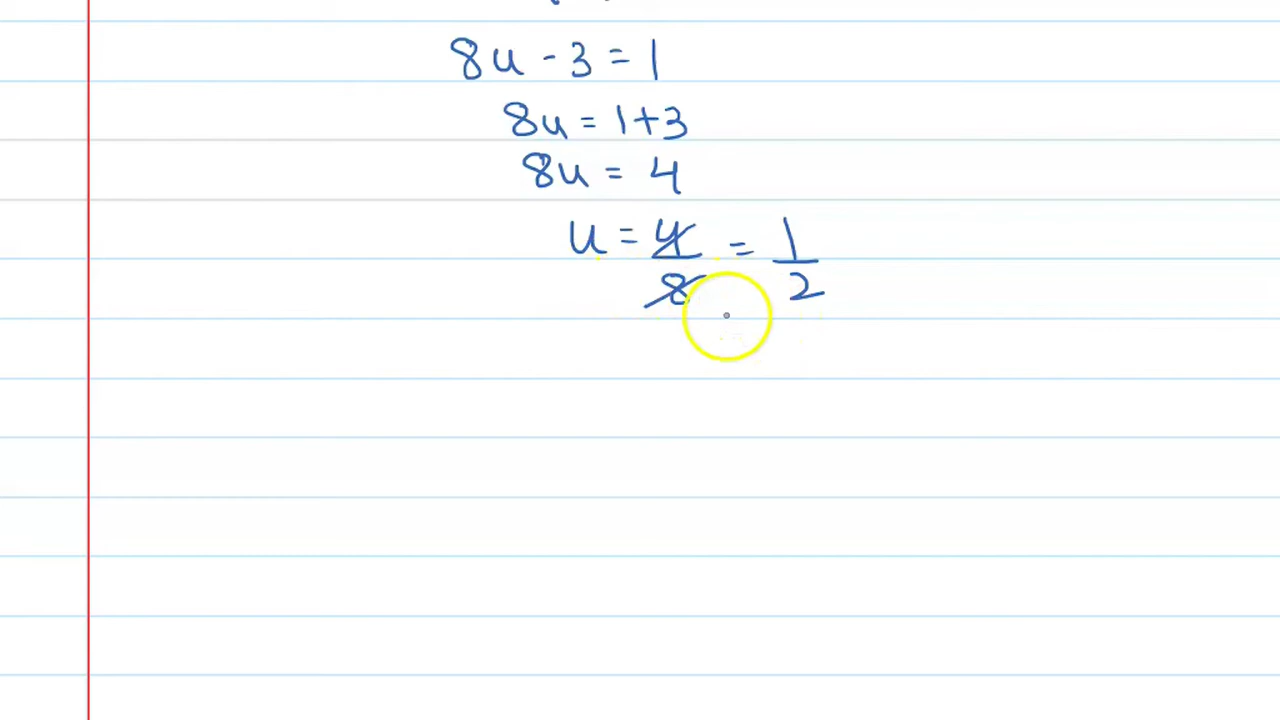 8u - 3 = 1
8u = 1+3
8u = 4
u = 4/8 = 1/2